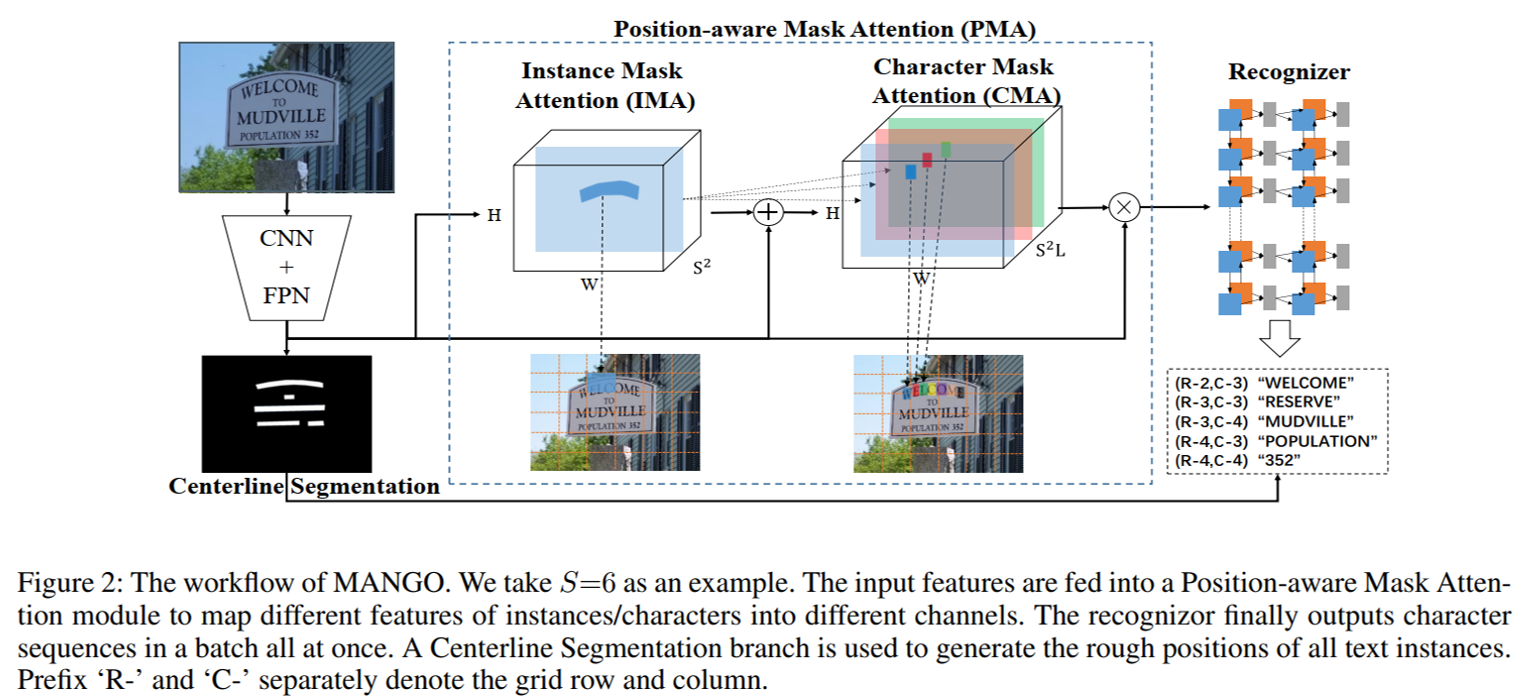 Position-aware Mask Attention (PMA)
Instance Mask
Attention (IMA)
Character Mask
Attention (CMA)
Recognizer
WELCOME
TO
MUDVILLE
POPULATION 352
CNN
+
FPN
H
W
S²
+
H
W
S²L
×
WELCOME
TO
MUDVILLE
POPULATION 352
WELCOME
TO
MUDVILLE
POPULATION 352
(R-2,C-3) "WELCOME"
(R-3,C-3) "RESERVE"
(R-3,C-4) "MUDVILLE"
(R-4,C-3) "POPULATION"
(R-4,C-4) "352"
Centerline Segmentation
Figure 2: The workflow of MANGO. We take S=6 as an example. The input features are fed into a Position-aware Mask Atten-
tion module to map different features of instances/characters into different channels. The recognizor finally outputs character
sequences in a batch all at once. A Centerline Segmentation branch is used to generate the rough positions of all text instances.
Prefix ‘R-’ and ‘C-’ separately denote the grid row and column.